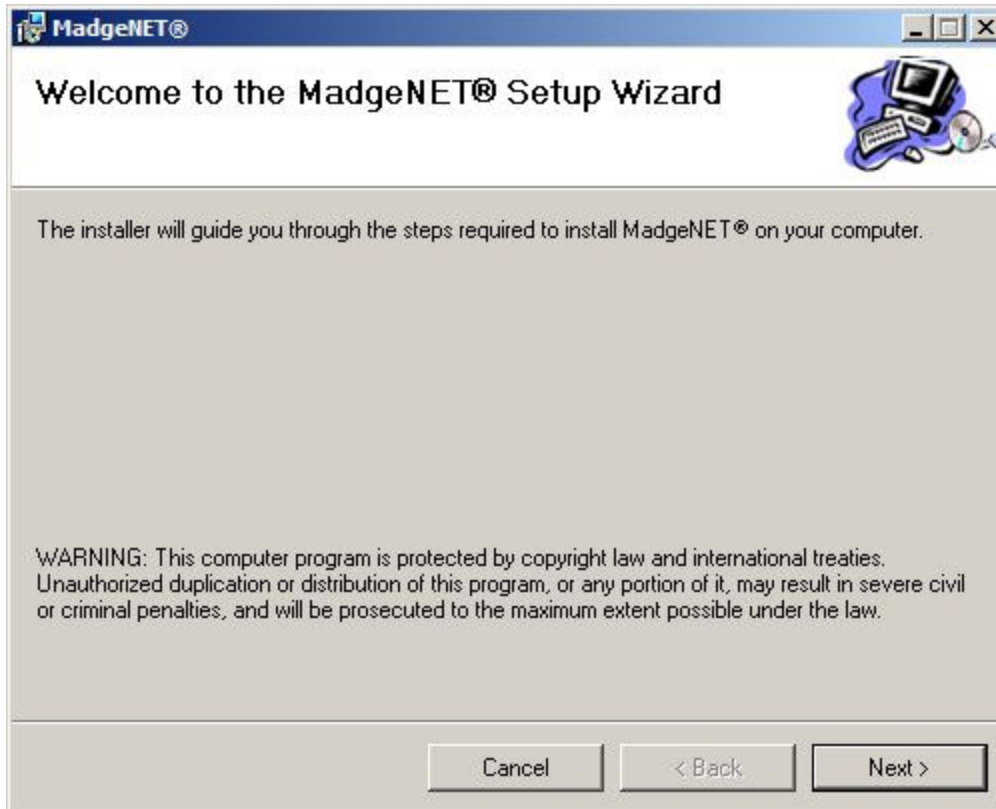 MadgeNET®
Welcome to the MadgeNET® Setup Wizard
The installer will guide you through the steps required to install MadgeNET® on your computer.
WARNING: This computer program is protected by copyright law and international treaties.
Unauthorized duplication or distribution of this program, or any portion of it, may result in severe civil
or criminal penalties, and will be prosecuted to the maximum extent possible under the law.
Cancel
< Back
Next >